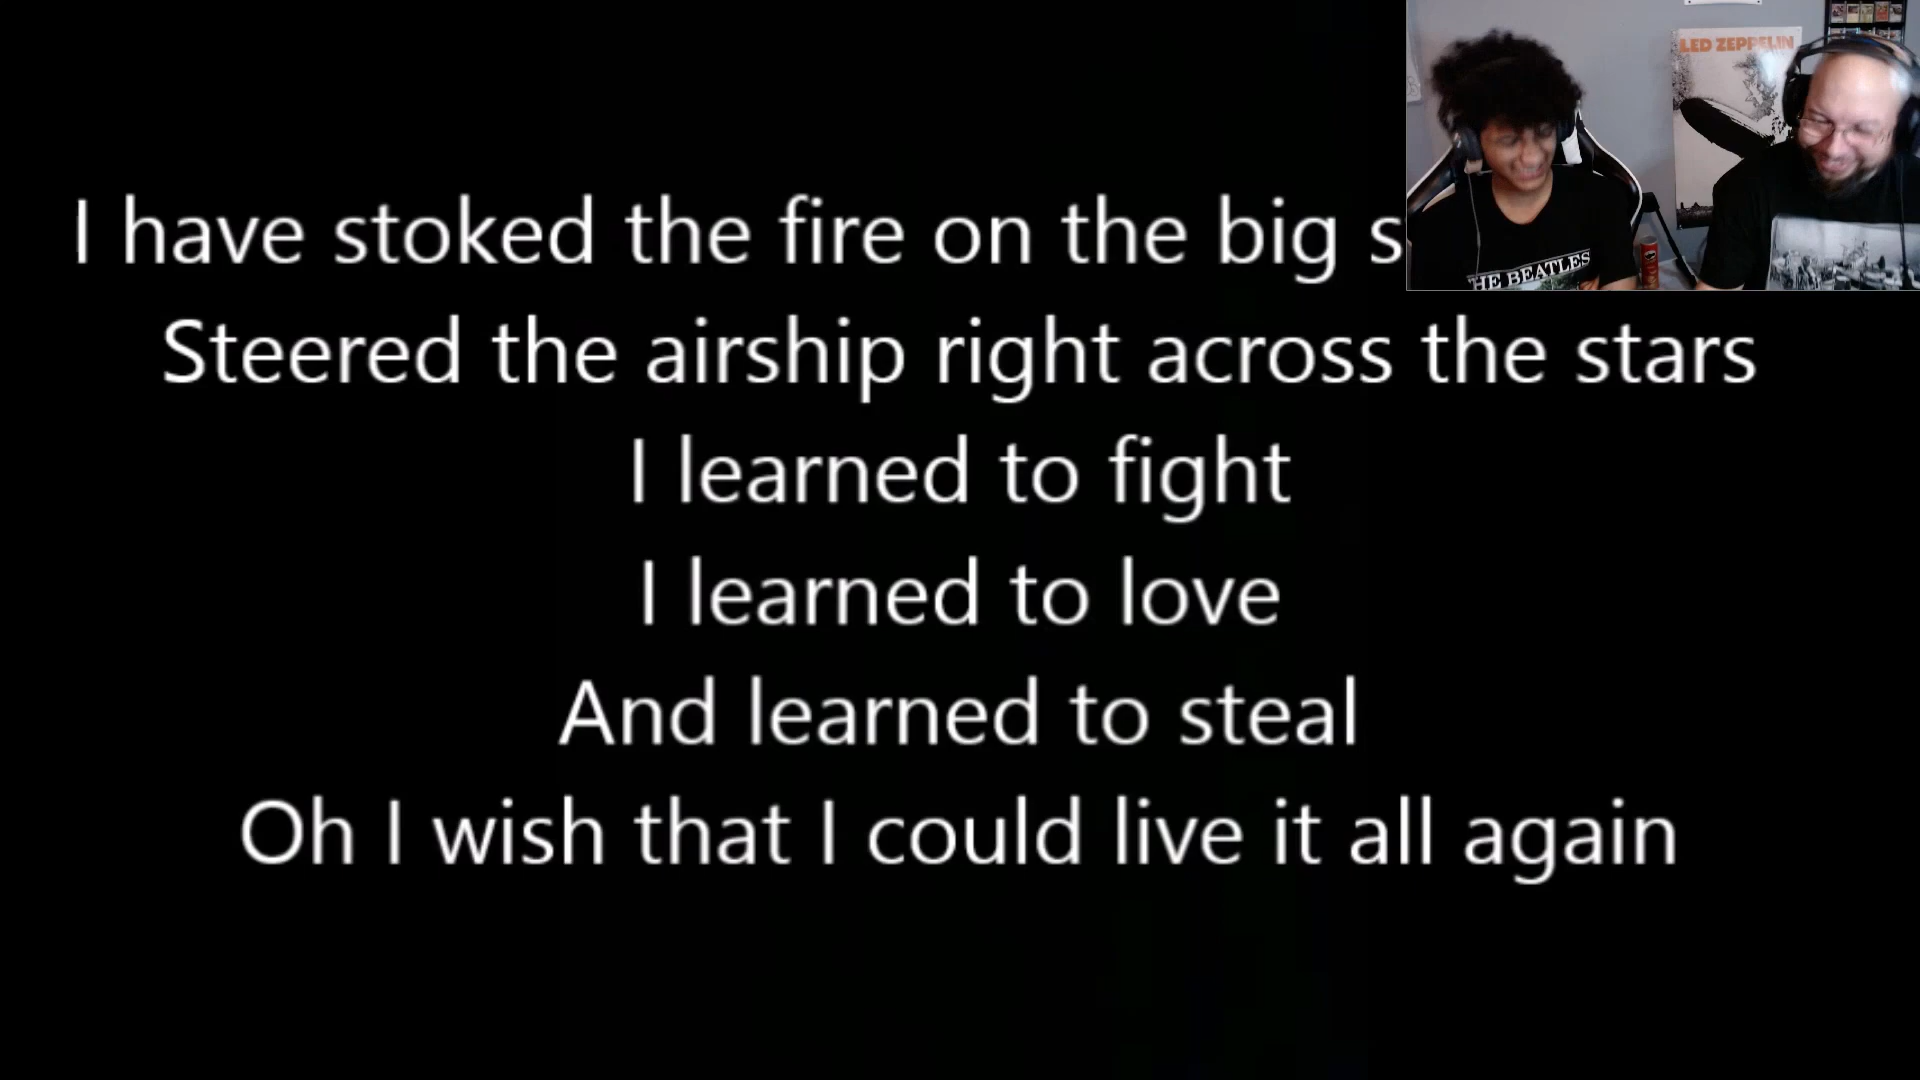 LED ZEPPELIN
I have stoked the fire on the big
Steered the airship right across the stars
I learned to fight
I learned to love
And learned to steal
Oh I wish that I could live it all again
HE BEATLES